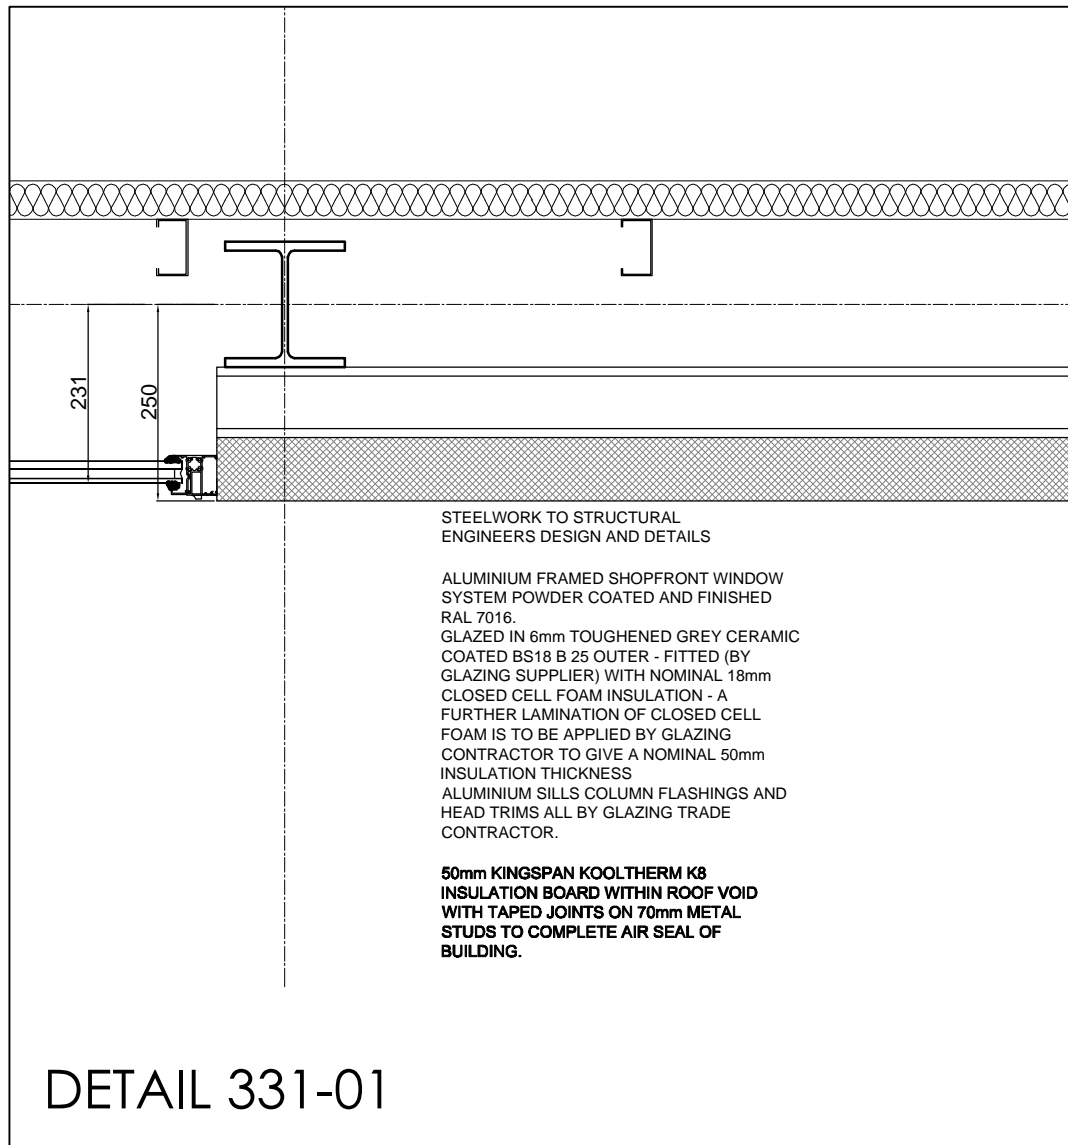 231
250
STEELWORK TO STRUCTURAL
ENGINEERS DESIGN AND DETAILS
ALUMINIUM FRAMED SHOPFRONT WINDOW
SYSTEM POWDER COATED AND FINISHED
RAL 7016.
GLAZED IN 6mm TOUGHENED GREY CERAMIC
COATED BS18 B 25 OUTER - FITTED (BY
GLAZING SUPPLIER) WITH NOMINAL 18mm
CLOSED CELL FOAM INSULATION - A
FURTHER LAMINATION OF CLOSED CELL
FOAM IS TO BE APPLIED BY GLAZING
CONTRACTOR TO GIVE A NOMINAL 50mm
INSULATION THICKNESS
ALUMINIUM SILLS COLUMN FLASHINGS AND
HEAD TRIMS ALL BY GLAZING TRADE
CONTRACTOR.
50mm KINGSPAN KOOLTHERM K8
INSULATION BOARD WITHIN ROOF VOID
WITH TAPED JOINTS ON 70mm METAL
STUDS TO COMPLETE AIR SEAL OF
BUILDING.
DETAIL 331-01